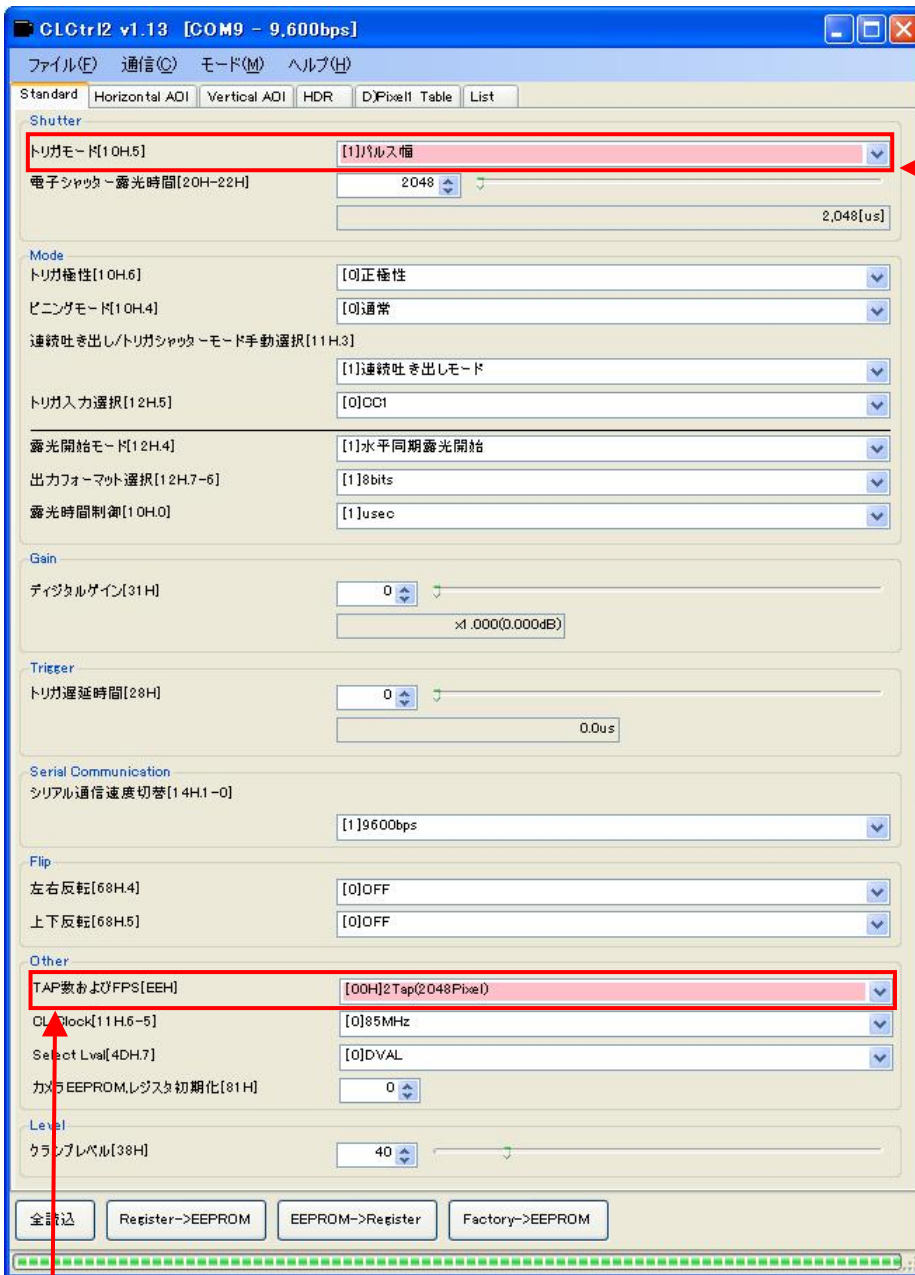 CLCtrl2 v1.13 [COM9 - 9,600bps]
ファイル(F) 通信(C) モード(M) ヘルプ(H)
Standard Horizontal AOI Vertical AOI HDR D)Pixel1 Table List
Shutter
トリガモード[10H.5] [1]パルス幅
電子シャッター露光時間[20H-22H] 2048
2,048[us]
Mode
トリガ極性[10H.6] [0]正極性
ビニングモード[10H.4] [0]通常
連続吐き出し/トリガシャッターモード手動選択[11H.3]
[1]連続吐き出しモード
トリガ入力選択[12H.5] [0]CC1
露光開始モード[12H.4] [1]水平同期露光開始
出力フォーマット選択[12H.7-6] [1]8bits
露光時間制御[10H.0] [1]usec
Gain
ディジタルゲイン[31H] 0
x1.000(0.000dB)
Trigger
トリガ遅延時間[28H] 0
0.0us
Serial Communication
シリアル通信速度切替[14H.1-0]
[1]9600bps
Flip
左右反転[68H.4] [0]OFF
上下反転[68H.5] [0]OFF
Other
TAP数およびFPS[EEH] [00H]2Tap(2048Pixel)
CL Clock[11H.6-5] [0]85MHz
Select Lval[4DH.7] [0]DVAL
カメラEEPROM,レジスタ初期化[81H] 0
Level
クランプレベル[38H] 40
全読込 Register->EEPROM EEPROM->Register Factory->EEPROM